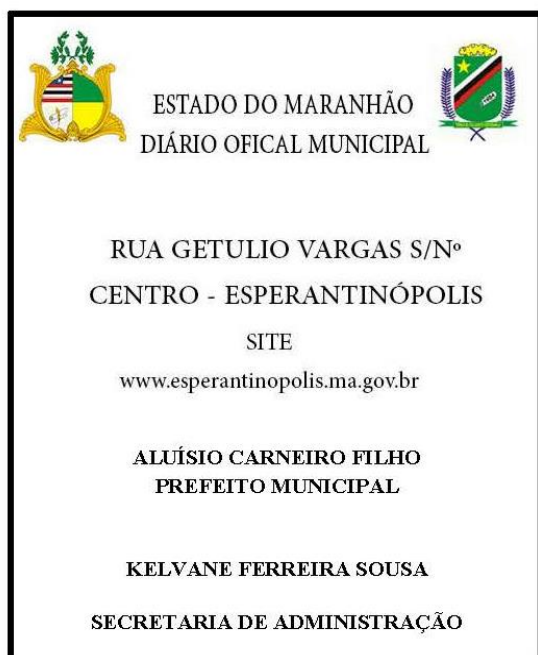 ESTADO DO MARANHÃO
DIÁRIO OFICAL MUNICIPAL
RUA GETULIO VARGAS S/Nº
CENTRO - ESPERANTINÓPOLIS
SITE
www.esperantinopolis.ma.gov.br
ALUÍSIO CARNEIRO FILHO
PREFEITO MUNICIPAL
KELVANE FERREIRA SOUSA
SECRETARIA DE ADMINISTRAÇÃO